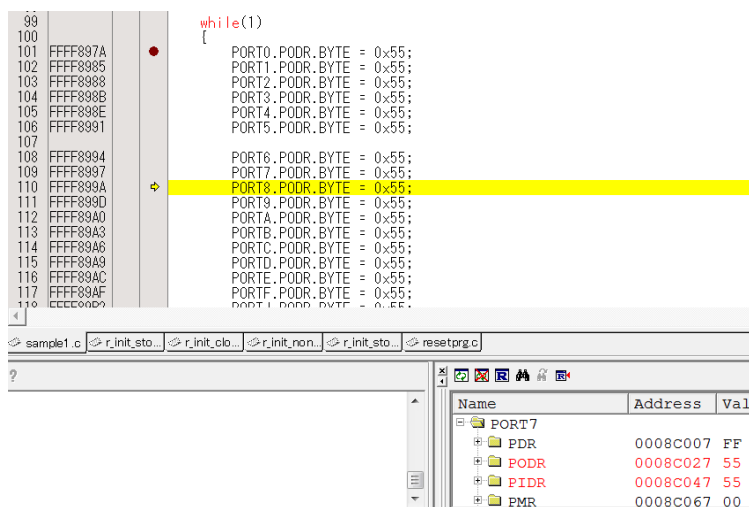 99 while(1)
100 {
101 FFFF897A PORT0.PODR.BYTE = 0x55;
102 FFFF8985 PORT1.PODR.BYTE = 0x55;
103 FFFF8988 PORT2.PODR.BYTE = 0x55;
104 FFFF898B PORT3.PODR.BYTE = 0x55;
105 FFFF898E PORT4.PODR.BYTE = 0x55;
106 FFFF8991 PORT5.PODR.BYTE = 0x55;
107
108 FFFF8994 PORT6.PODR.BYTE = 0x55;
109 FFFF8997 PORT7.PODR.BYTE = 0x55;
110 FFFF899A PORT8.PODR.BYTE = 0x55;
111 FFFF899D PORT9.PODR.BYTE = 0x55;
112 FFFF89A0 PORTA.PODR.BYTE = 0x55;
113 FFFF89A3 PORTB.PODR.BYTE = 0x55;
114 FFFF89A6 PORTC.PODR.BYTE = 0x55;
115 FFFF89A9 PORTD.PODR.BYTE = 0x55;
116 FFFF89AC PORTE.PODR.BYTE = 0x55;
117 FFFF89AF PORTF.PODR.BYTE = 0x55;
118 FFFF89B2 PORTJ.PODR.BYTE = 0x55;
sample1.c r_init_sto... r_init_clo... r_init_non... r_init_sto... resetprg.c
?
Name Address Val
PORT7
PDR 0008C007 FF
PODR 0008C027 55
PIDR 0008C047 55
PMR 0008C067 00